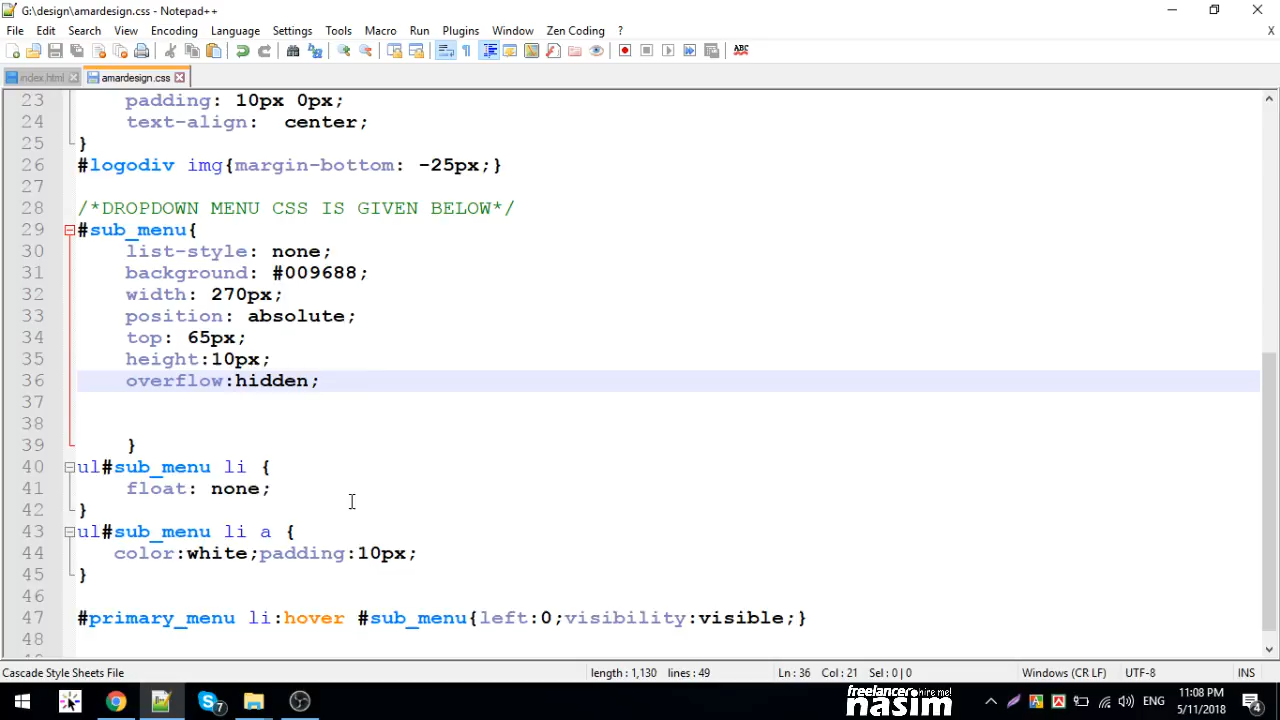 G:\design\amardesign.css - Notepad++
File Edit Search View Encoding Language Settings Tools Macro Run Plugins Window Zen Coding ? X
ABC
index.html amardesign.css
23 padding: 10px 0px;
24 text-align:  center;
25 }
26 #logodiv img{margin-bottom: -25px;}
27
28 /*DROPDOWN MENU CSS IS GIVEN BELOW*/
29 #sub_menu{
30 list-style: none;
31 background: #009688;
32 width: 270px;
33 position: absolute;
34 top: 65px;
35 height:10px;
36 overflow:hidden;
37
38
39 }
40 ul#sub_menu li {
41 float: none;
42 }
43 ul#sub_menu li a {
44 color:white;padding:10px;
45 }
46
47 #primary_menu li:hover #sub_menu{left:0;visibility:visible;}
48
Cascade Style Sheets File length : 1,130 lines : 49 Ln : 36 Col : 21 Sel : 0 | 0 Windows (CR LF) UTF-8 INS
7 freelancer hire me! nasim ENG 11:08 PM 5/11/2018 4